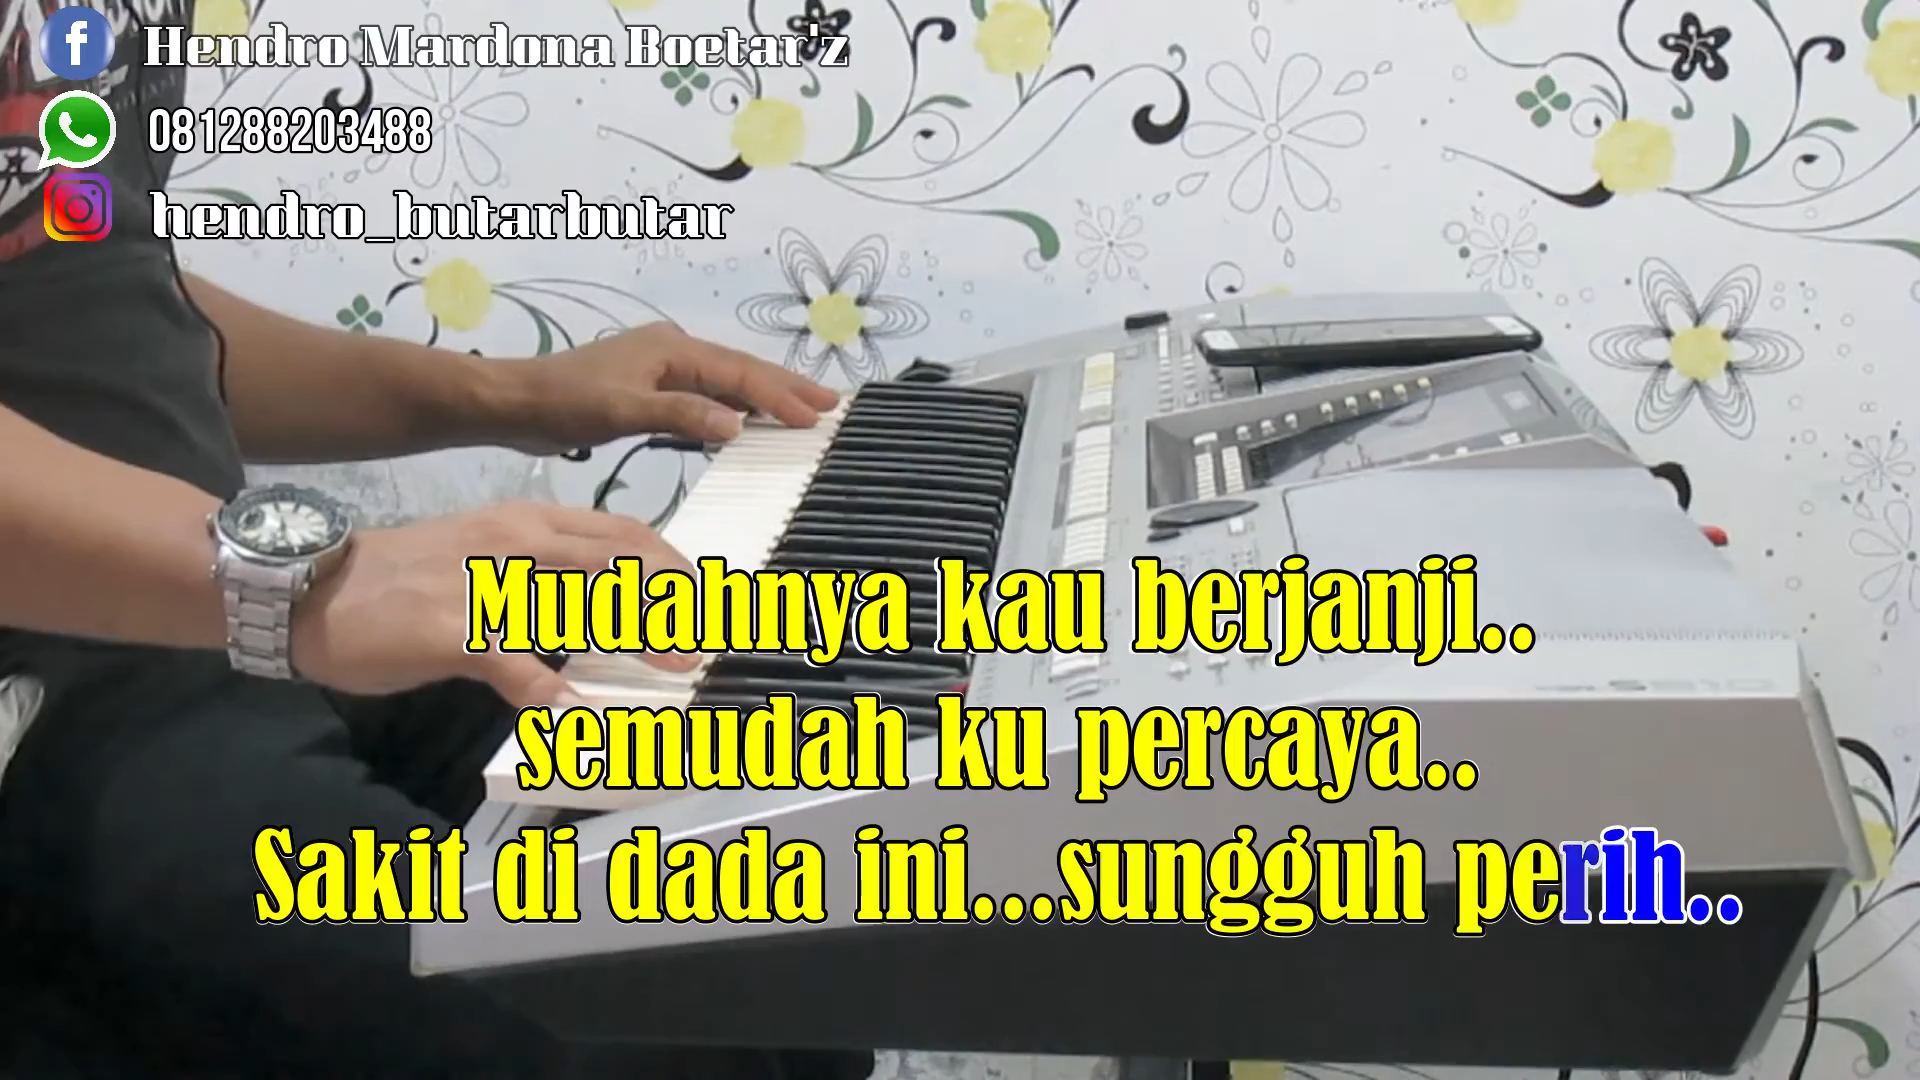 Hendro Mardona Boetar'z
081288203488
hendro_butarbutar
Mudahnya kau berjanji..
semudah ku percaya..
Sakit di dada ini...sungguh perih..